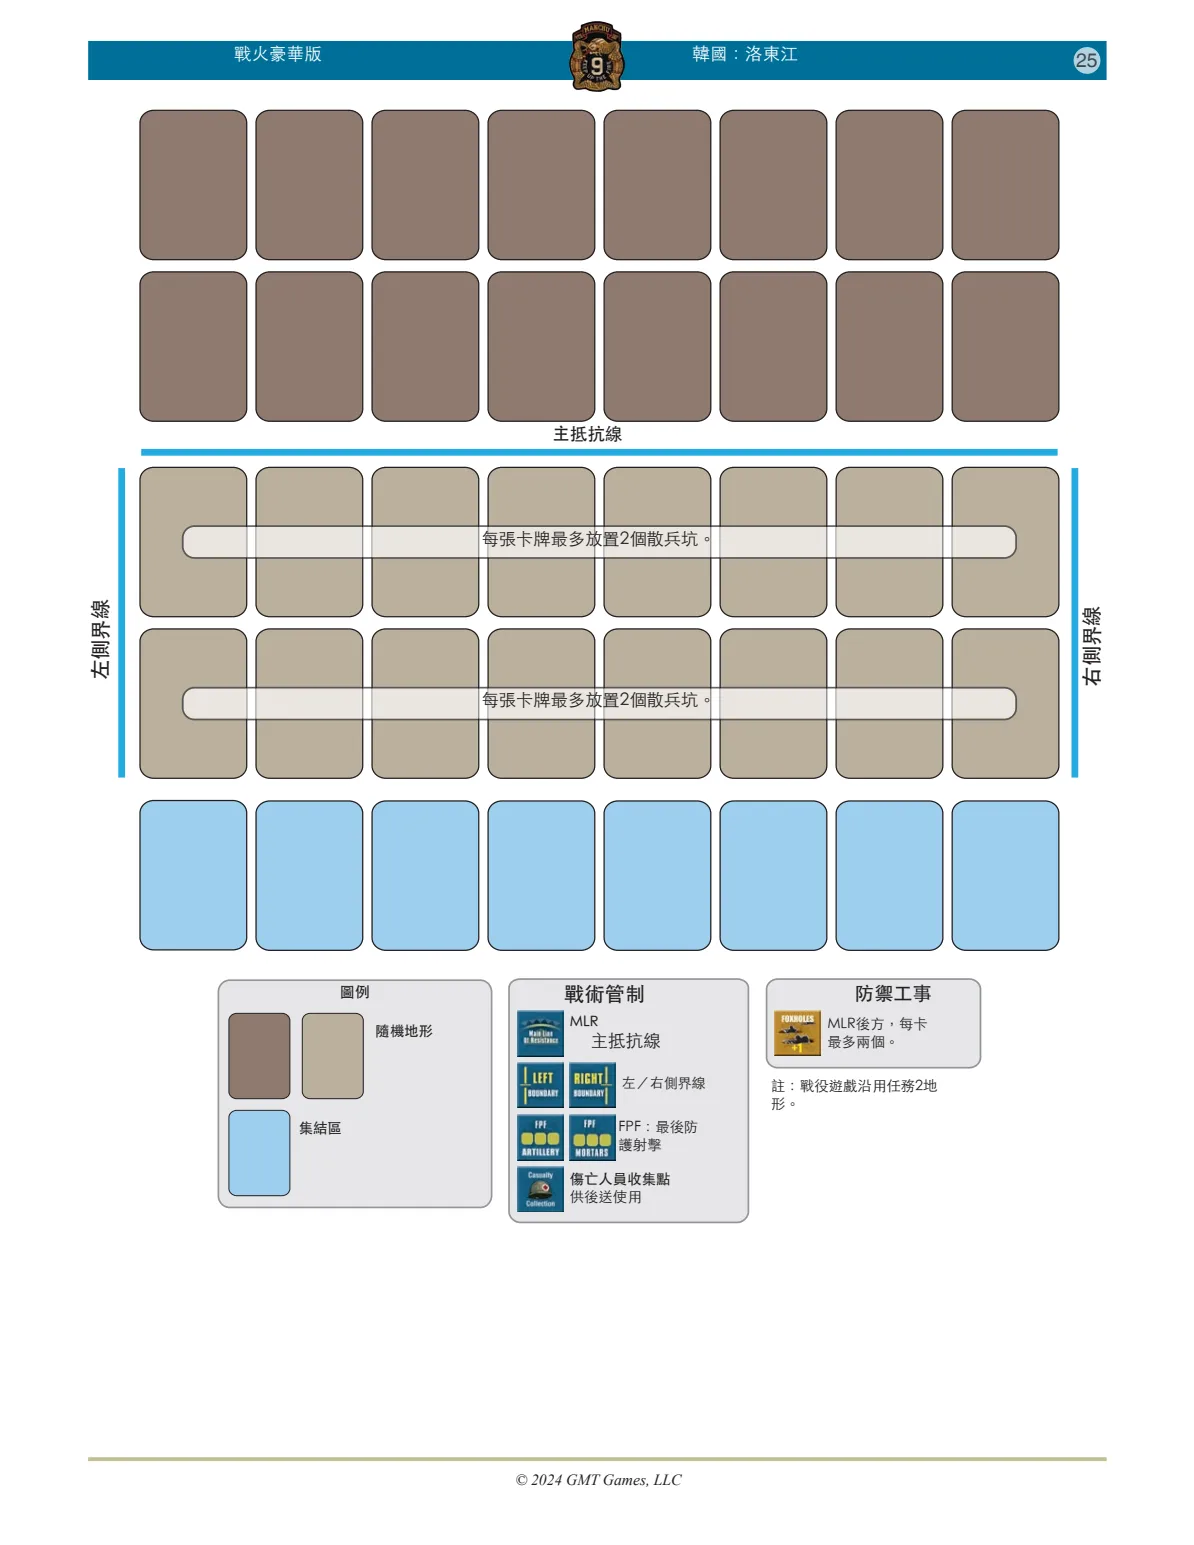 戰火豪華版
MANCHU
9
韓國：洛東江
25
主抵抗線
左側界線
每張卡牌最多放置2個散兵坑。
每張卡牌最多放置2個散兵坑。
右側界線
圖例
隨機地形
集結區
戰術管制
Main Line
Of Resistance
MLR
主抵抗線
LEFT
BOUNDARY
RIGHT
BOUNDARY
左／右側界線
FPF
ARTILLERY
FPF
MORTARS
FPF：最後防
護射擊
Casualty
Collection
傷亡人員收集點
供後送使用
防禦工事
FOXHOLES
+1
MLR後方，每卡
最多兩個。
註：戰役遊戲沿用任務2地
形。
© 2024 GMT Games, LLC